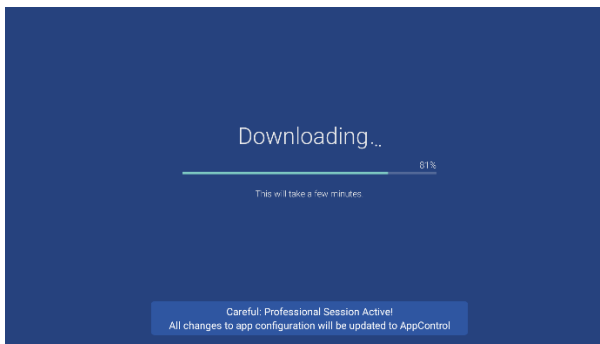 Downloading...
81%
This will take a few minutes
Careful: Professional Session Active!
All changes to app configuration will be updated to AppControl